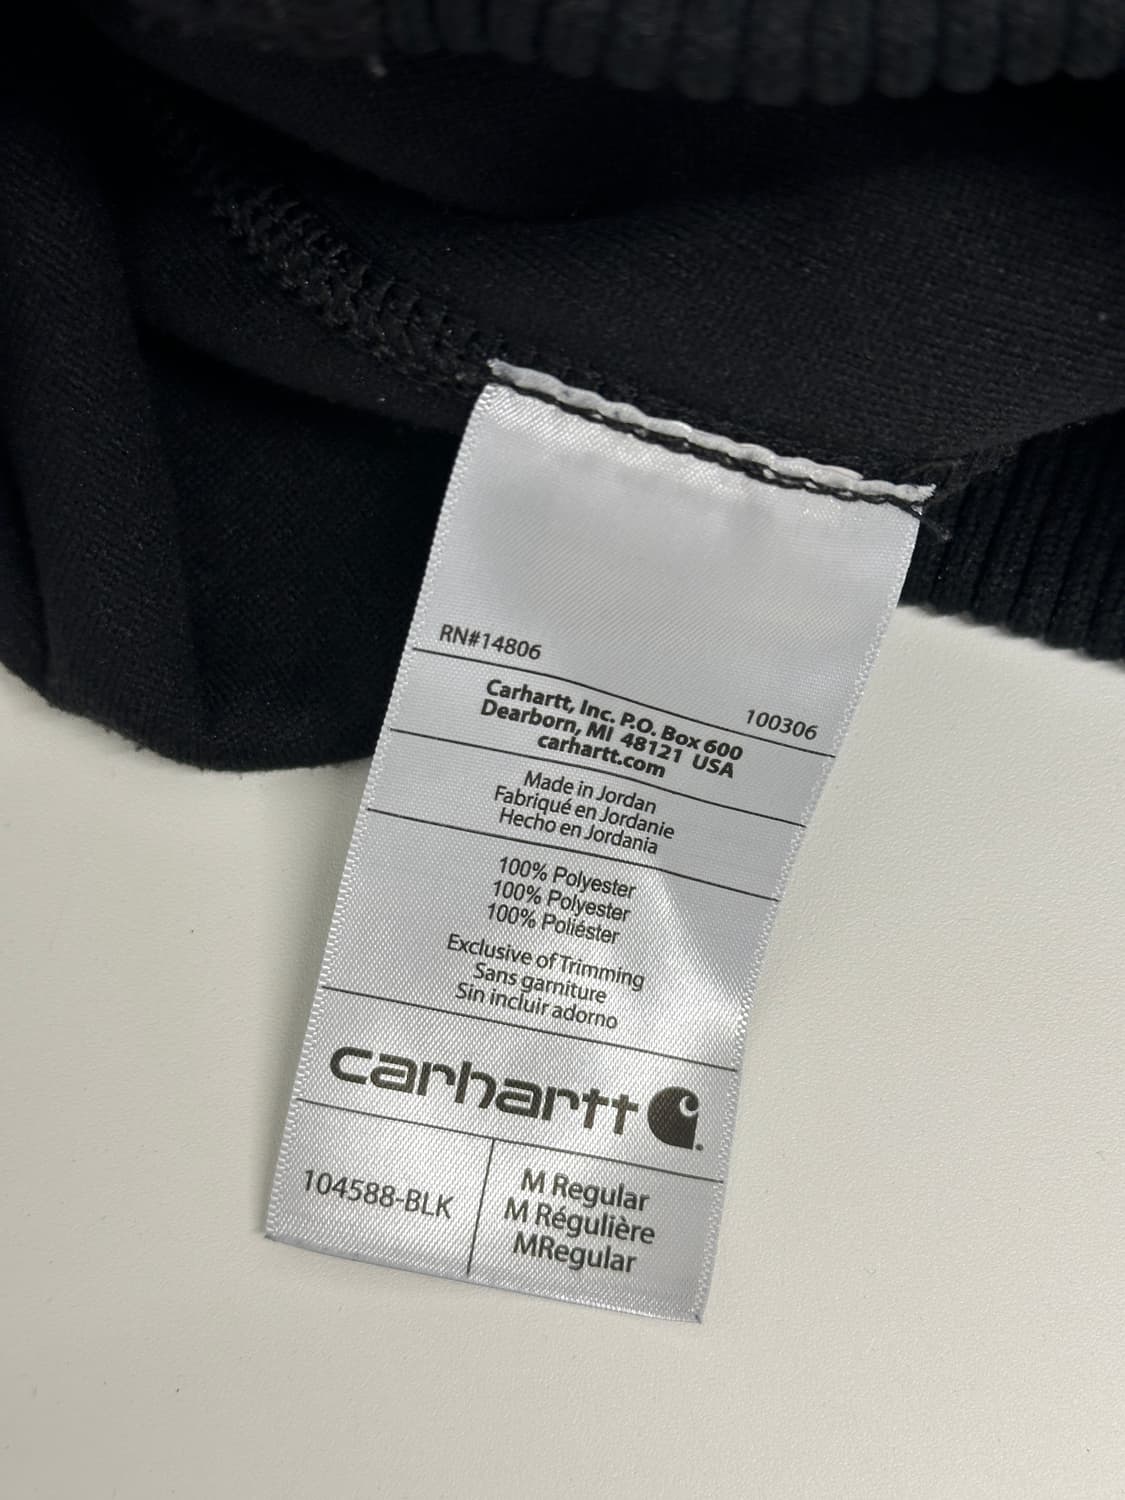 RN#14806
100306
Carhartt, Inc. P.O. Box 600
Dearborn, MI 48121 USA
carhartt.com
Made in Jordan
Fabriqué en Jordanie
Hecho en Jordania
100% Polyester
100% Polyester
100% Poliéster
Exclusive of Trimming
Sans garniture
Sin incluir adorno
carhartt
104588-BLK
M Regular
M Régulière
MRegular